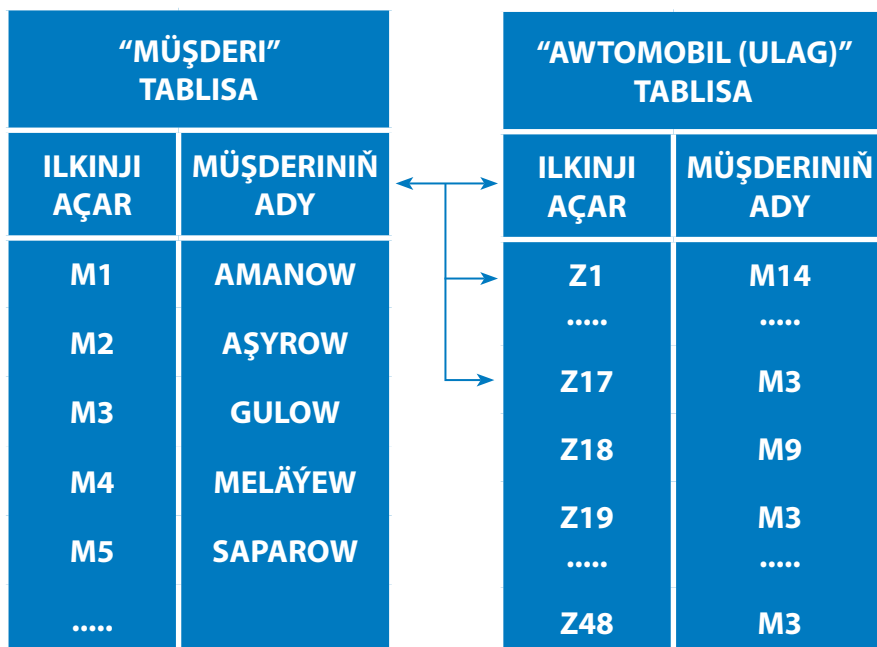 “MÜŞDERI”
TABLISA
ILKINJI
AÇAR
MÜŞDERINIŇ
ADY
M1 AMANOW
M2 AŞYROW
M3 GULOW
M4 MELÄÝEW
M5 SAPAROW
.....
“AWTOMOBIL (ULAG)”
TABLISA
ILKINJI
AÇAR
MÜŞDERINIŇ
ADY
Z1 M14
..... .....
Z17 M3
Z18 M9
Z19 M3
..... .....
Z48 M3